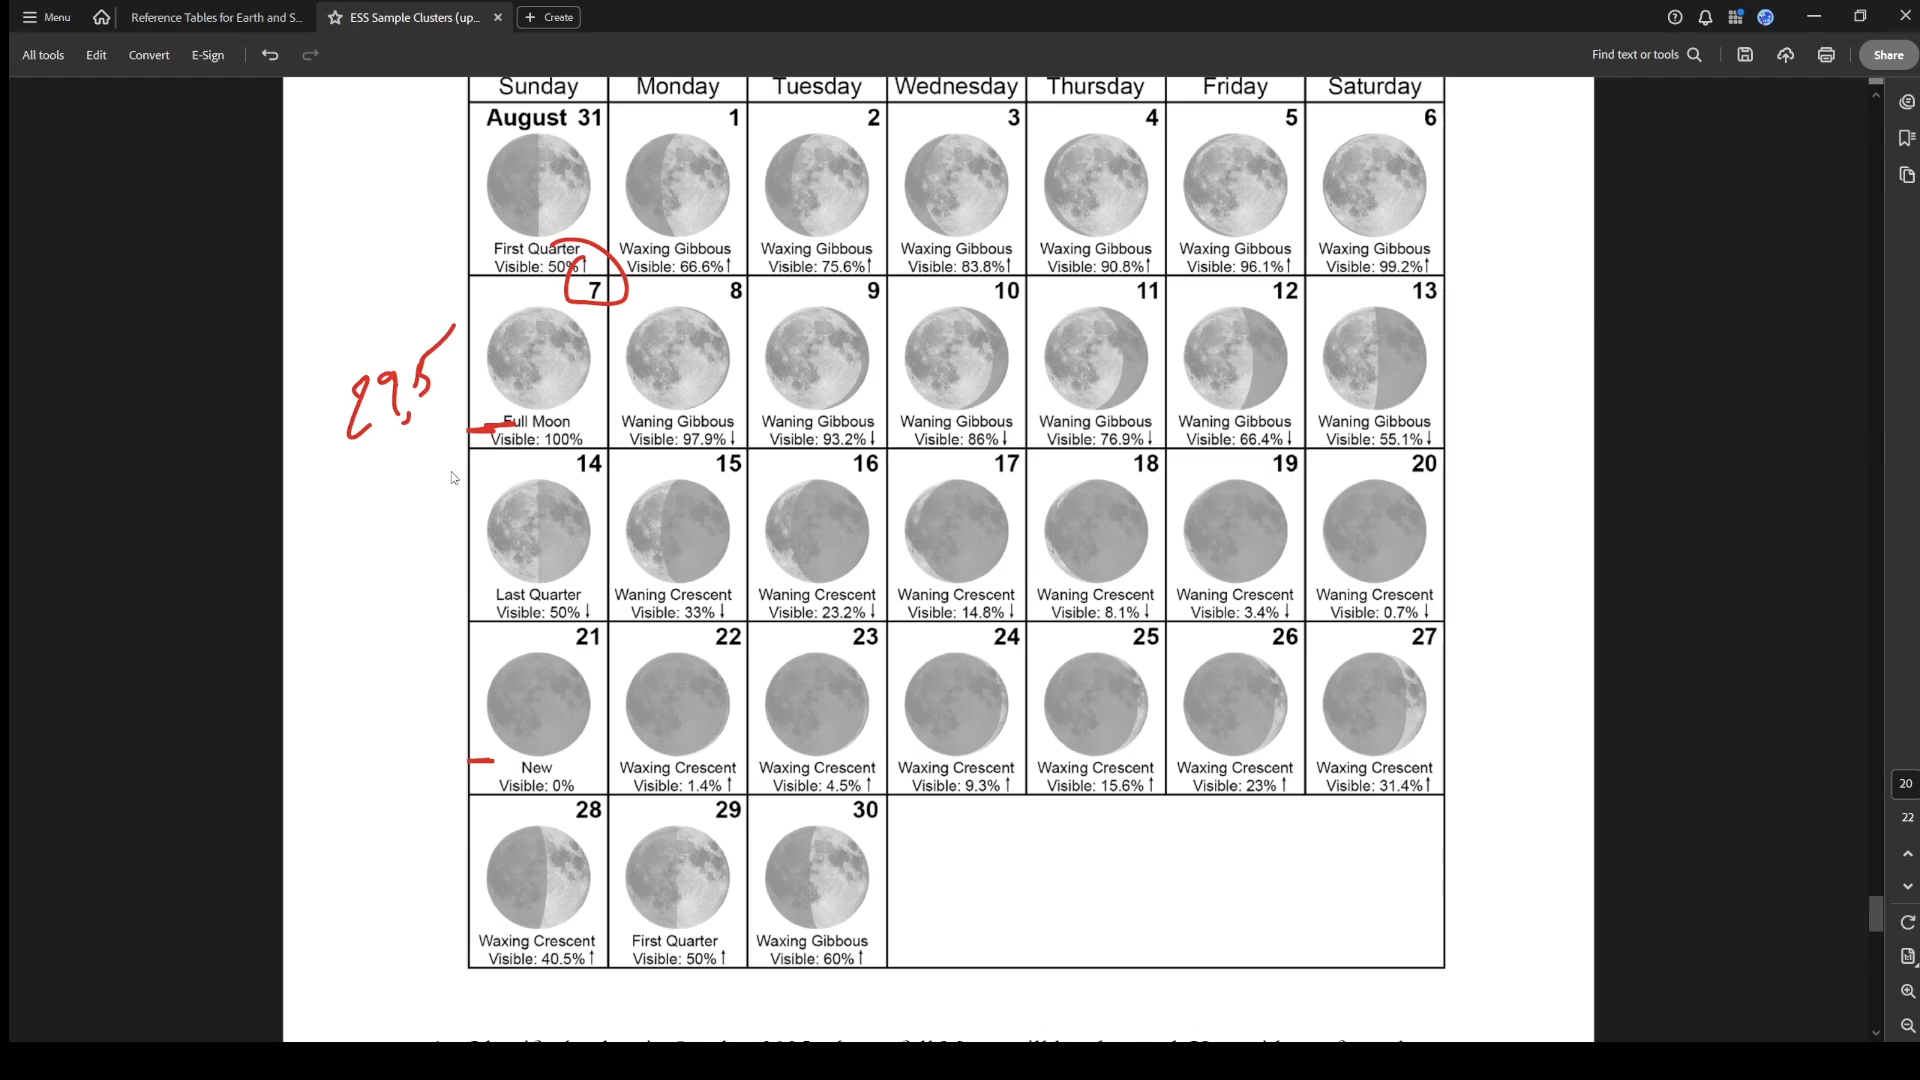 Menu
Reference Tables for Earth and S...
ESS Sample Clusters (up...
Create
All tools Edit Convert E-Sign
Find text or tools
Share
Sunday Monday Tuesday Wednesday Thursday Friday Saturday
August 31 1 2 3 4 5 6
First Quarter Waxing Gibbous Waxing Gibbous Waxing Gibbous Waxing Gibbous Waxing Gibbous Waxing Gibbous
Visible: 50%↑ Visible: 66.6%↑ Visible: 75.6%↑ Visible: 83.8%↑ Visible: 90.8%↑ Visible: 96.1%↑ Visible: 99.2%↑
7 8 9 10 11 12 13
29.5
Full Moon Waning Gibbous Waning Gibbous Waning Gibbous Waning Gibbous Waning Gibbous Waning Gibbous
Visible: 100% Visible: 97.9%↓ Visible: 93.2%↓ Visible: 86%↓ Visible: 76.9%↓ Visible: 66.4%↓ Visible: 55.1%↓
14 15 16 17 18 19 20
Last Quarter Waning Crescent Waning Crescent Waning Crescent Waning Crescent Waning Crescent Waning Crescent
Visible: 50%↓ Visible: 33%↓ Visible: 23.2%↓ Visible: 14.8%↓ Visible: 8.1%↓ Visible: 3.4%↓ Visible: 0.7%↓
21 22 23 24 25 26 27
New Waxing Crescent Waxing Crescent Waxing Crescent Waxing Crescent Waxing Crescent Waxing Crescent
Visible: 0% Visible: 1.4%↑ Visible: 4.5%↑ Visible: 9.3%↑ Visible: 15.6%↑ Visible: 23%↑ Visible: 31.4%↑
28 29 30
Waxing Crescent First Quarter Waxing Gibbous
Visible: 40.5%↑ Visible: 50%↑ Visible: 60%↑
20
22